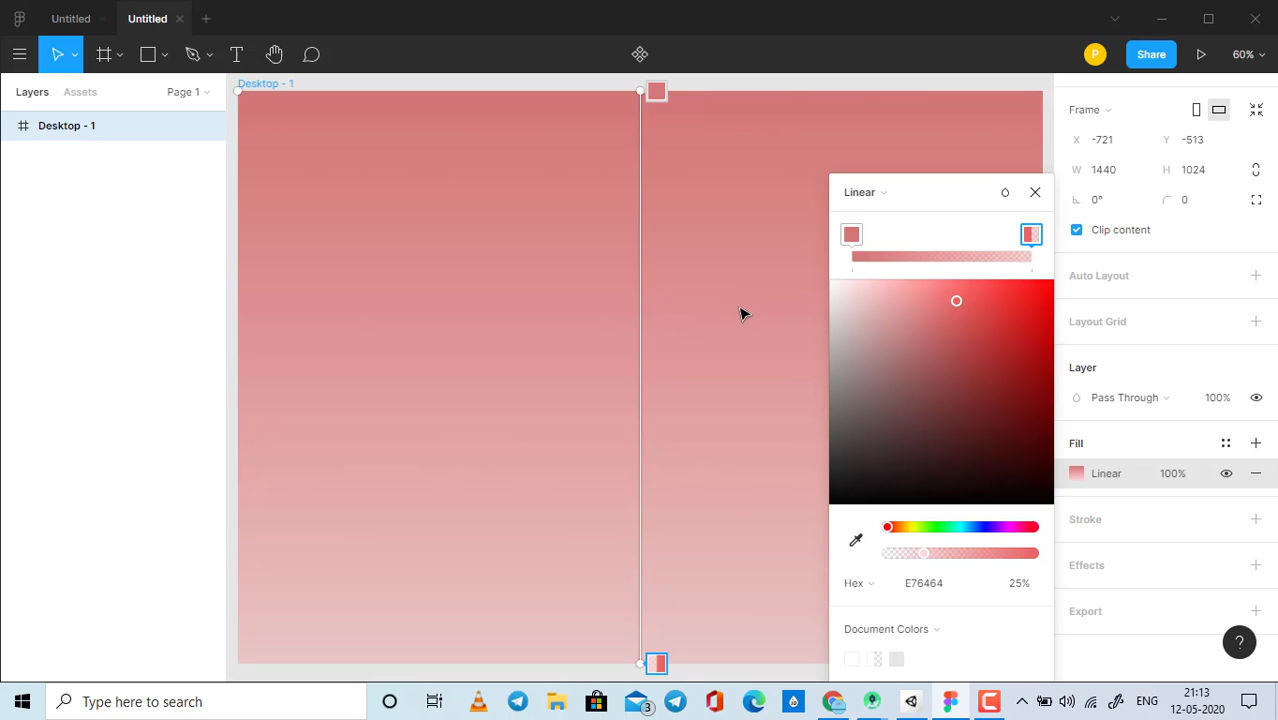 Untitled
Untitled
Share
60%
Layers
Assets
Page 1
Desktop - 1
Desktop - 1
Frame
X -721
Y -513
W 1440
H 1024
0°
0
Clip content
Auto Layout
Layout Grid
Layer
Pass Through
100%
Fill
Linear
100%
Stroke
Effects
Export
?
P
Linear
Hex
E76464
25%
Document Colors
Type here to search
3
ENG
21:13
12-05-2020